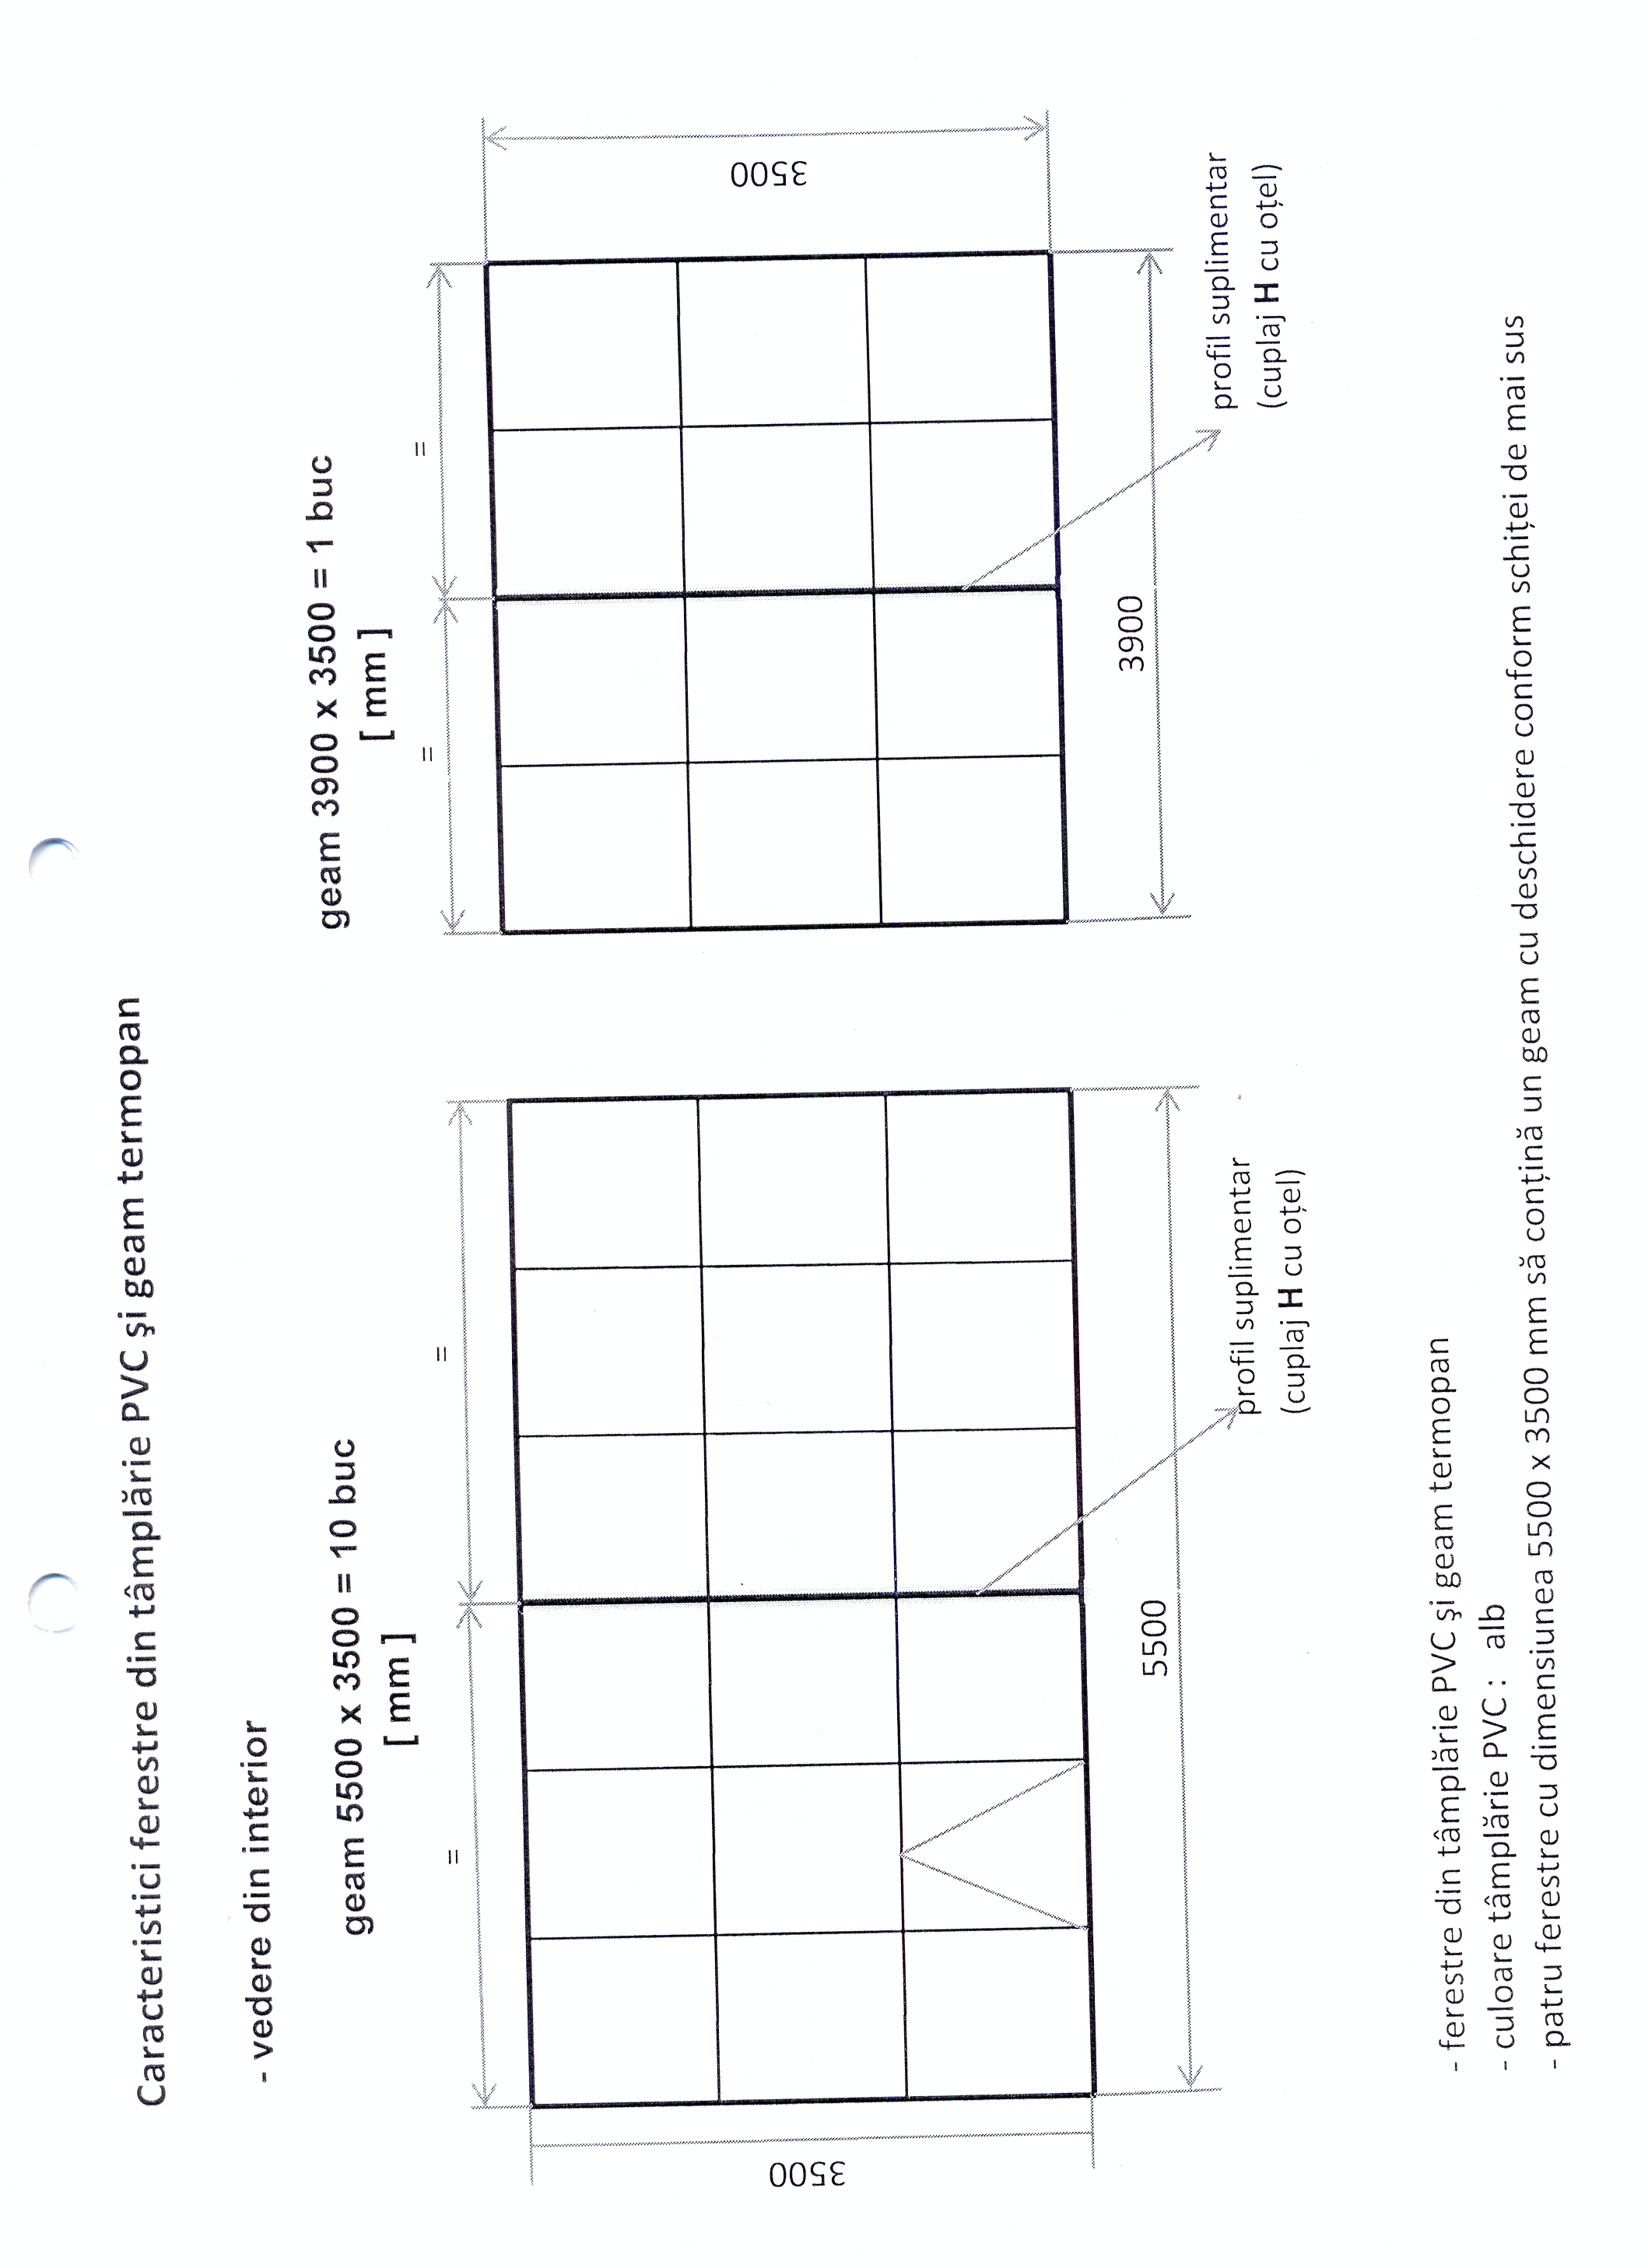 Caracteristici ferestre din tâmplărie PVC şi geam termopan
- vedere din interior
geam 5500 x 3500 = 10 buc
[ mm ]
=
=
3500
5500
profil suplimentar
(cuplaj H cu oțel)
geam 3900 x 3500 = 1 buc
[ mm ]
=
=
3500
3900
profil suplimentar
(cuplaj H cu oțel)
- ferestre din tâmplărie PVC şi geam termopan
- culoare tâmplărie PVC : alb
- patru ferestre cu dimensiunea 5500 x 3500 mm să conțină un geam cu deschidere conform schiței de mai sus